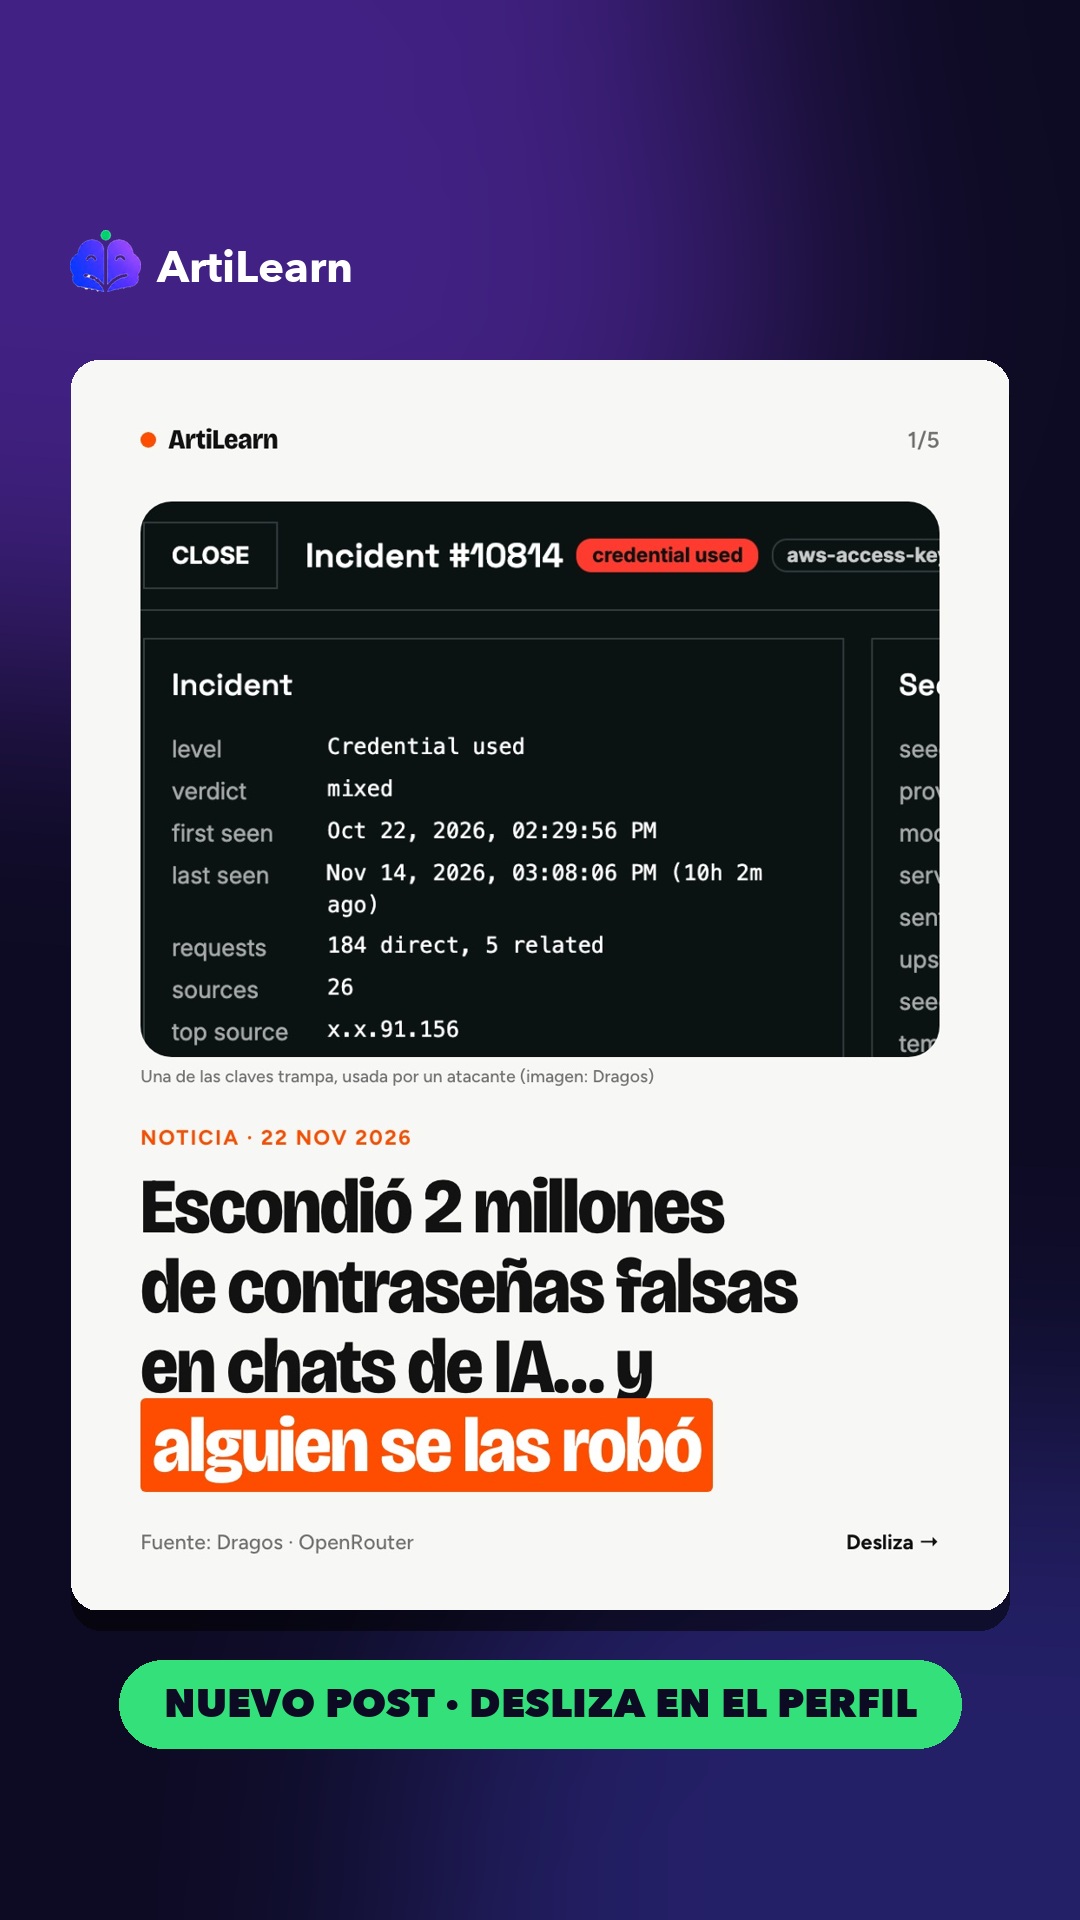 ArtiLearn
ArtiLearn
1/5
CLOSE
Incident #10814
credential used
aws-access-key
Incident
level Credential used
verdict mixed
first seen Oct 22, 2026, 02:29:56 PM
last seen Nov 14, 2026, 03:08:06 PM (10h 2m
ago)
requests 184 direct, 5 related
sources 26
top source x.x.91.156
Una de las claves trampa, usada por un atacante (imagen: Dragos)
NOTICIA · 22 NOV 2026
Escondió 2 millones
de contraseñas falsas
en chats de IA... y
alguien se las robó
Fuente: Dragos · OpenRouter
Desliza →
NUEVO POST · DESLIZA EN EL PERFIL